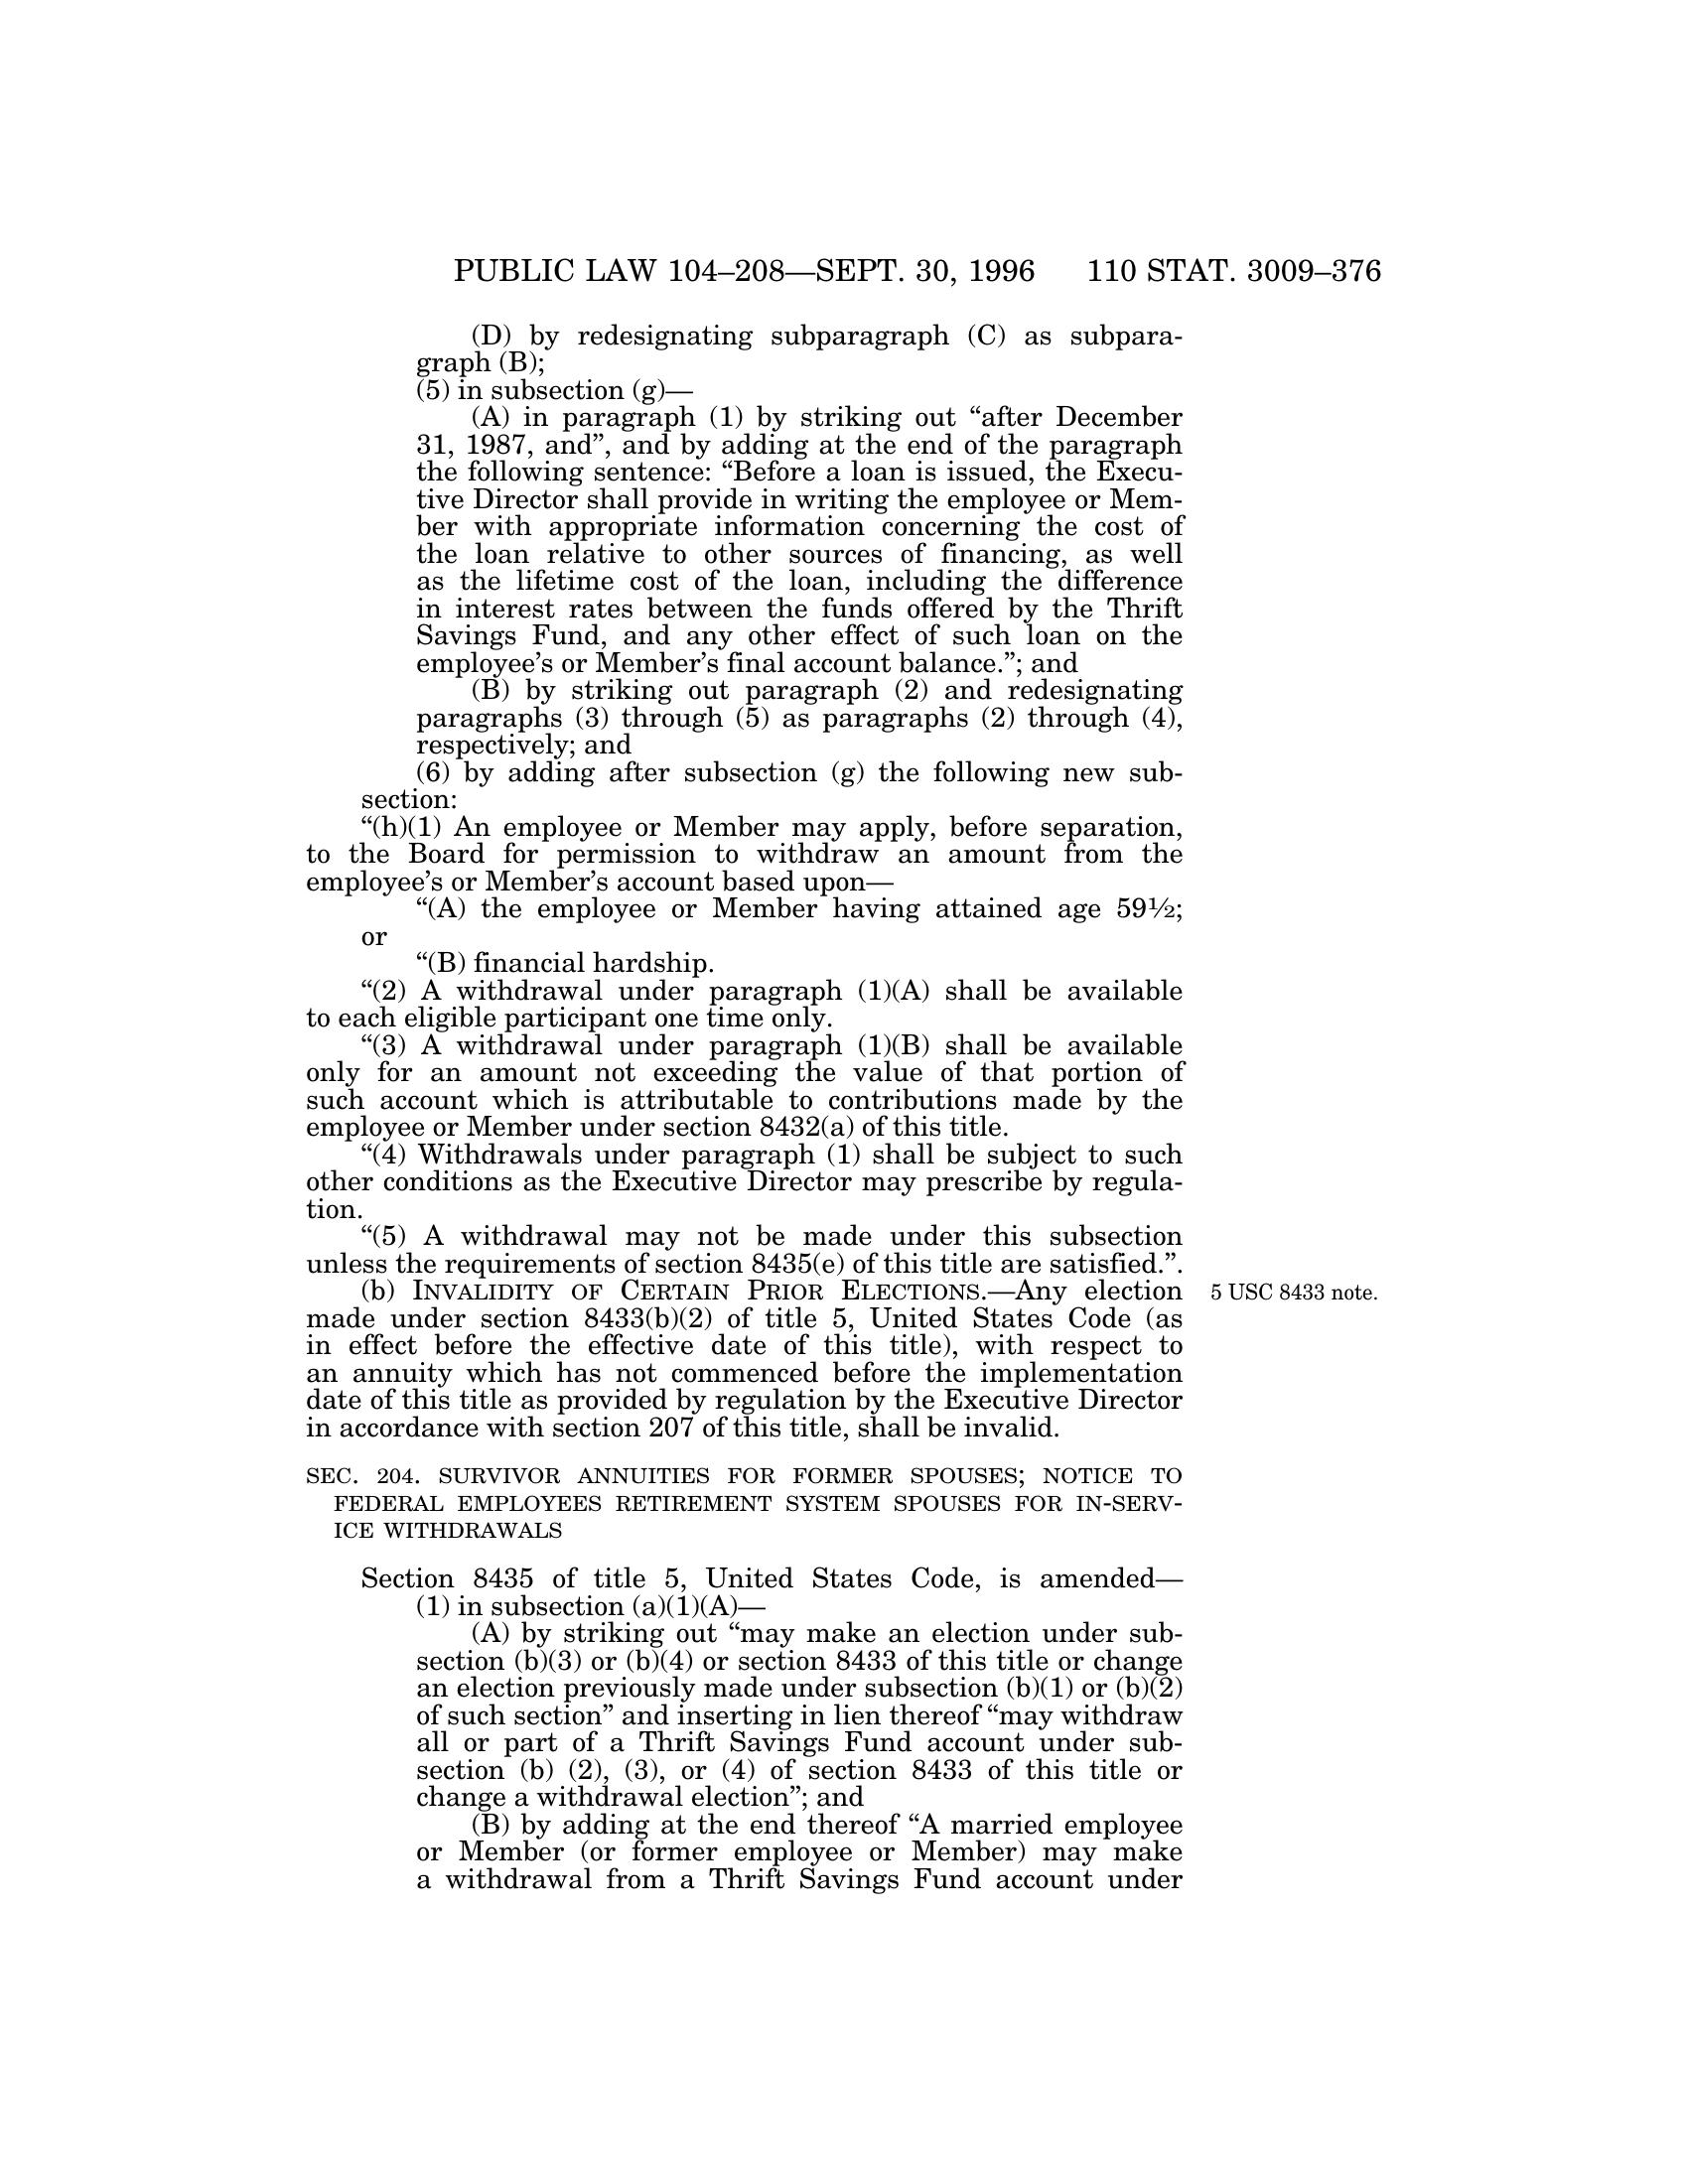 PUBLIC LAW 104–208—SEPT. 30, 1996 110 STAT. 3009–376
(D) by redesignating subparagraph (C) as subpara-
graph (B);
(5) in subsection (g)—
(A) in paragraph (1) by striking out “after December
31, 1987, and”, and by adding at the end of the paragraph
the following sentence: “Before a loan is issued, the Execu-
tive Director shall provide in writing the employee or Mem-
ber with appropriate information concerning the cost of
the loan relative to other sources of financing, as well
as the lifetime cost of the loan, including the difference
in interest rates between the funds offered by the Thrift
Savings Fund, and any other effect of such loan on the
employee’s or Member’s final account balance.”; and
(B) by striking out paragraph (2) and redesignating
paragraphs (3) through (5) as paragraphs (2) through (4),
respectively; and
(6) by adding after subsection (g) the following new sub-
section:
“(h)(1) An employee or Member may apply, before separation,
to the Board for permission to withdraw an amount from the
employee’s or Member’s account based upon—
“(A) the employee or Member having attained age 59½;
or
“(B) financial hardship.
“(2) A withdrawal under paragraph (1)(A) shall be available
to each eligible participant one time only.
“(3) A withdrawal under paragraph (1)(B) shall be available
only for an amount not exceeding the value of that portion of
such account which is attributable to contributions made by the
employee or Member under section 8432(a) of this title.
“(4) Withdrawals under paragraph (1) shall be subject to such
other conditions as the Executive Director may prescribe by regula-
tion.
“(5) A withdrawal may not be made under this subsection
unless the requirements of section 8435(e) of this title are satisfied.”.
(b) INVALIDITY OF CERTAIN PRIOR ELECTIONS.—Any election
made under section 8433(b)(2) of title 5, United States Code (as
in effect before the effective date of this title), with respect to
an annuity which has not commenced before the implementation
date of this title as provided by regulation by the Executive Director
in accordance with section 207 of this title, shall be invalid.
5 USC 8433 note.
SEC. 204. SURVIVOR ANNUITIES FOR FORMER SPOUSES; NOTICE TO
FEDERAL EMPLOYEES RETIREMENT SYSTEM SPOUSES FOR IN-SERV-
ICE WITHDRAWALS
Section 8435 of title 5, United States Code, is amended—
(1) in subsection (a)(1)(A)—
(A) by striking out “may make an election under sub-
section (b)(3) or (b)(4) or section 8433 of this title or change
an election previously made under subsection (b)(1) or (b)(2)
of such section” and inserting in lien thereof “may withdraw
all or part of a Thrift Savings Fund account under sub-
section (b) (2), (3), or (4) of section 8433 of this title or
change a withdrawal election”; and
(B) by adding at the end thereof “A married employee
or Member (or former employee or Member) may make
a withdrawal from a Thrift Savings Fund account under